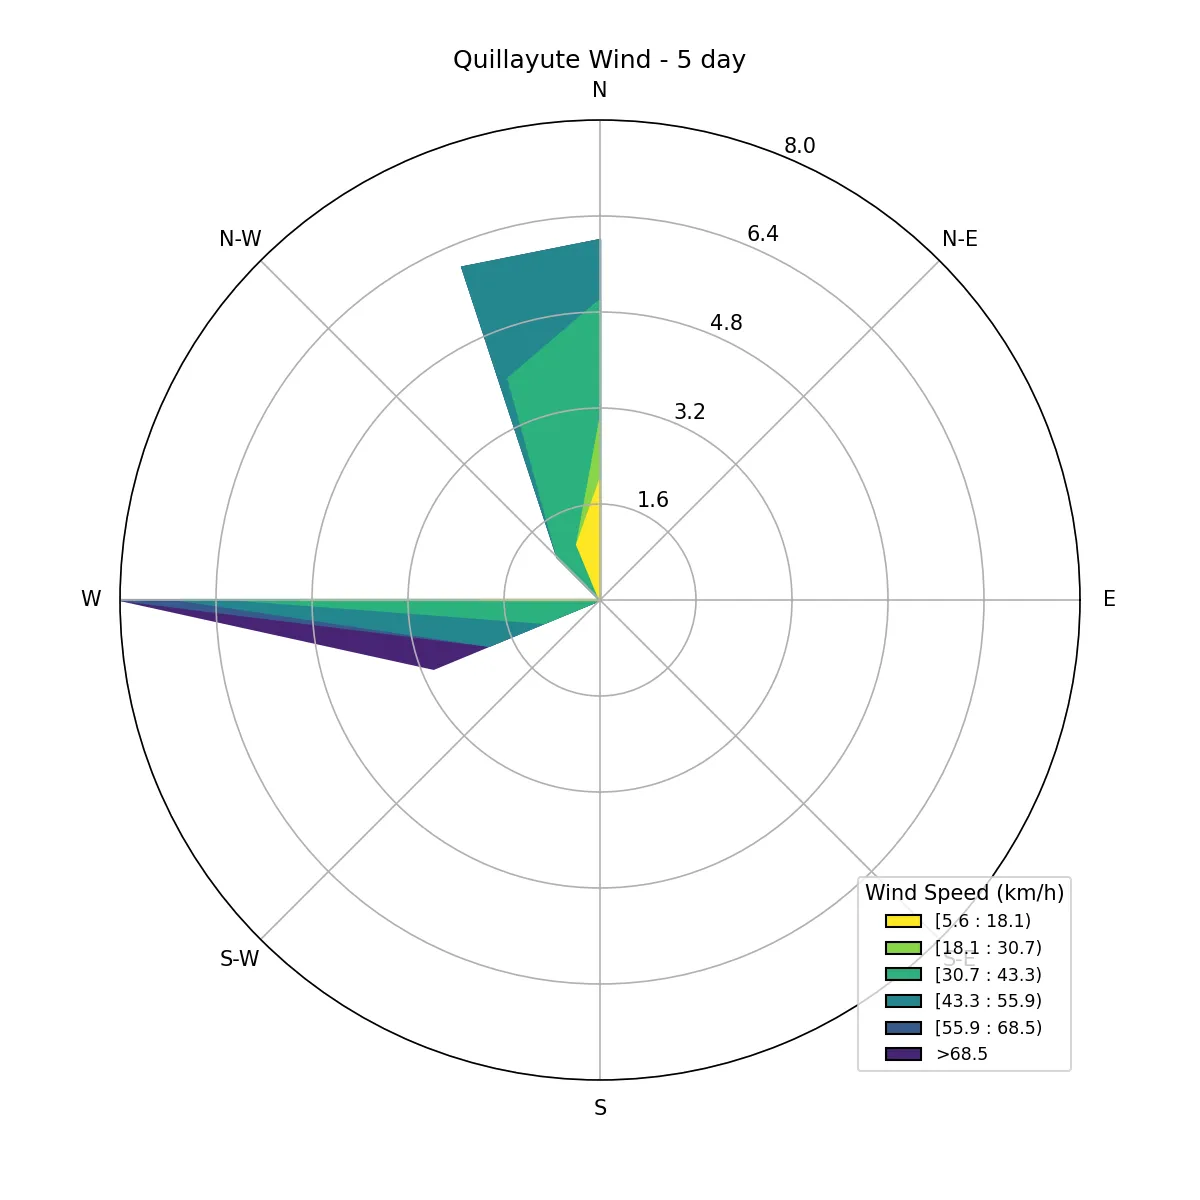 Quillayute Wind - 5 day
N
8.0
N-W
N-E
6.4
4.8
3.2
1.6
W
E
S-W
S-E
S
Wind Speed (km/h)
[5.6 : 18.1)
[18.1 : 30.7)
[30.7 : 43.3)
[43.3 : 55.9)
[55.9 : 68.5)
>68.5